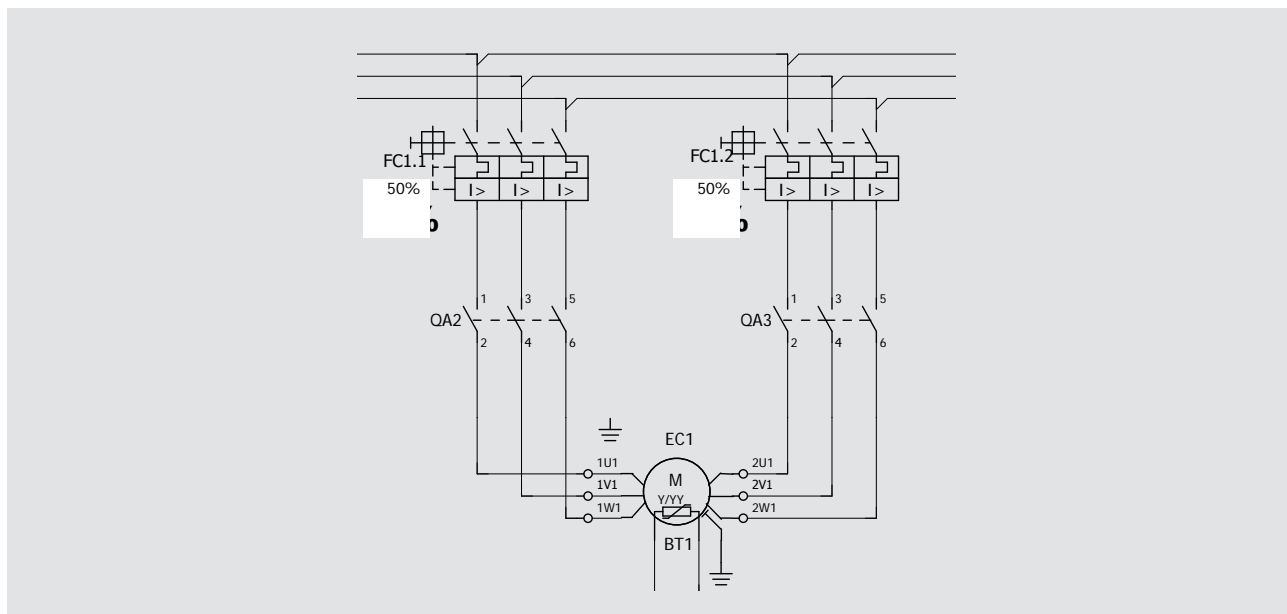 FC1.1
FC1.2
50%
50%
I> I> I>
I> I> I>
1 3 5
1 3 5
QA2
QA3
2 4 6
2 4 6
EC1
1U1
2U1
M
1V1
2V1
Y/YY
1W1
2W1
BT1